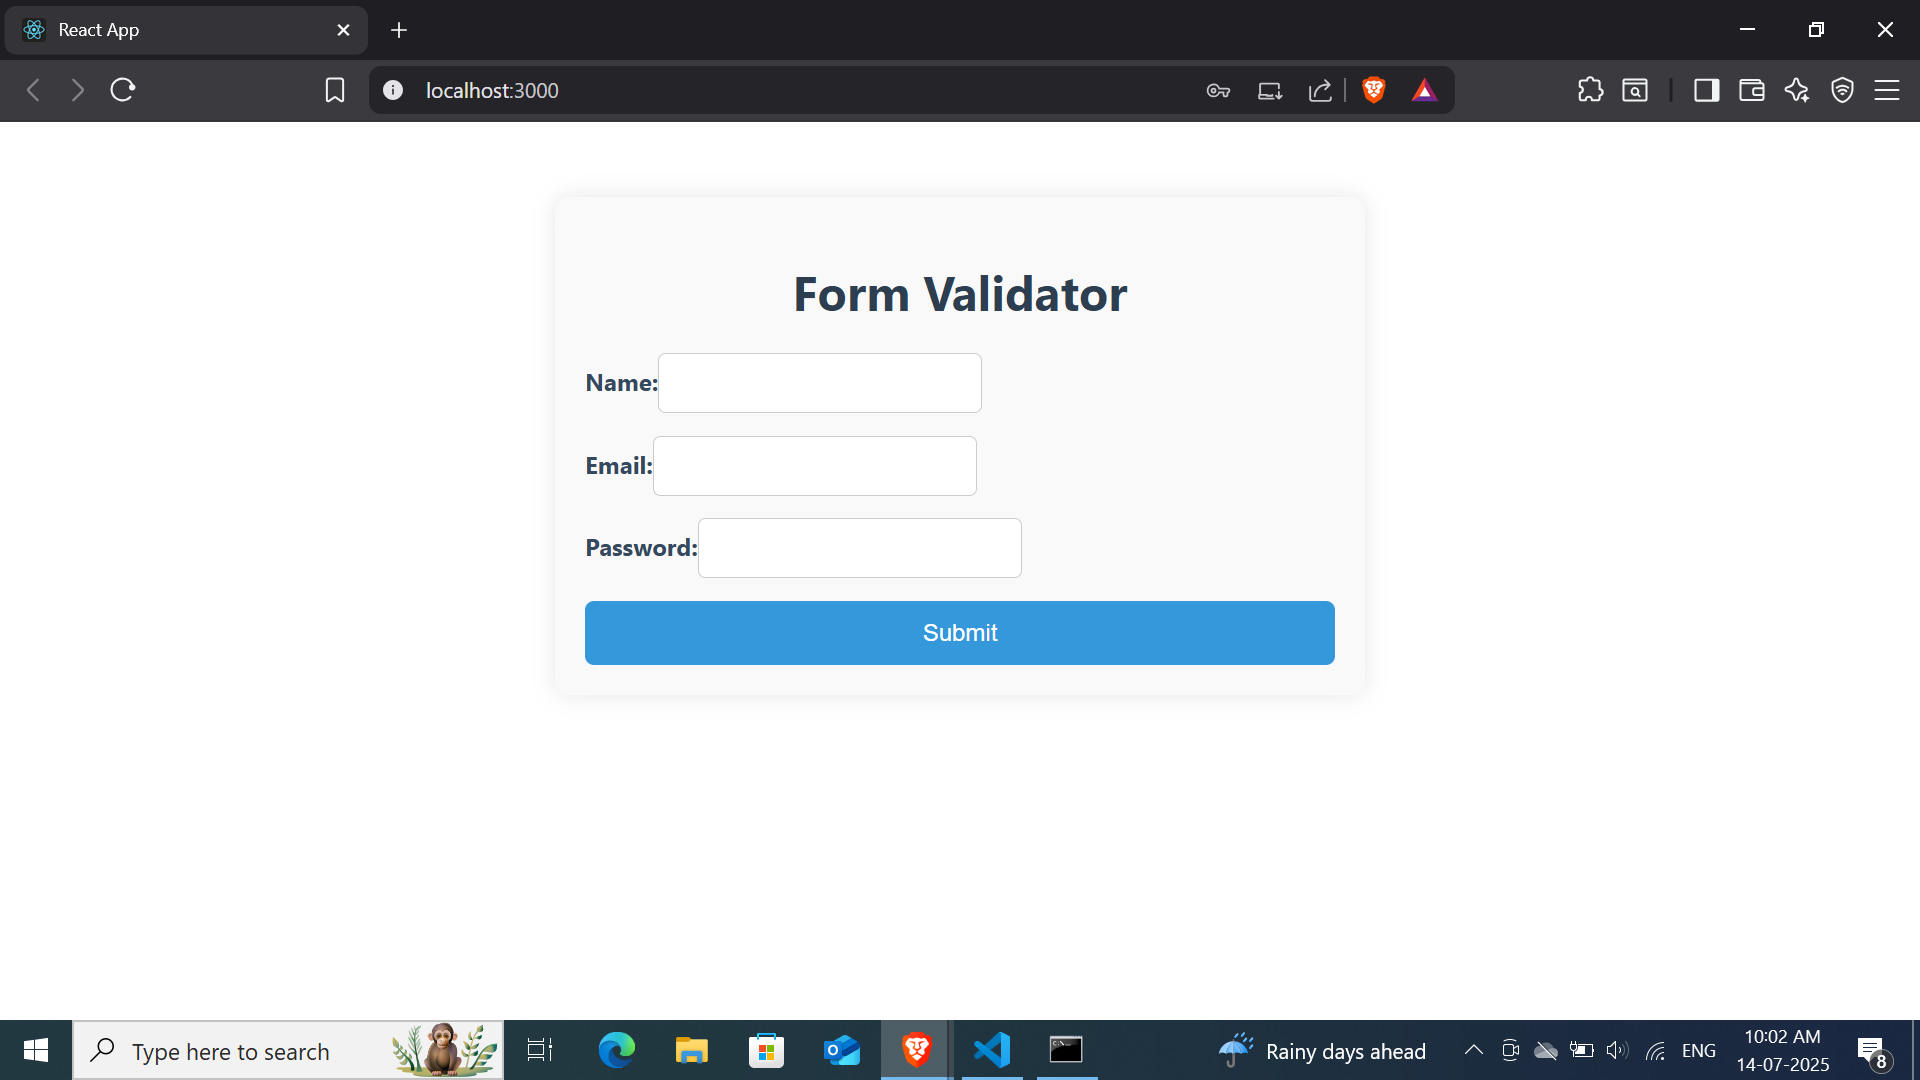 React App
localhost:3000
Form Validator
Name:
Email:
Password:
Submit
Type here to search
Rainy days ahead
ENG
10:02 AM
14-07-2025
8